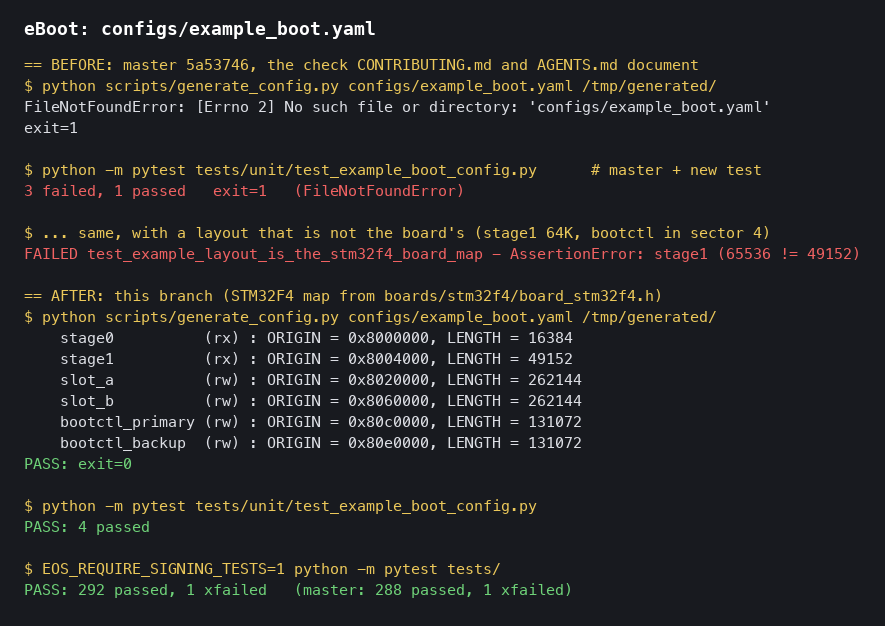 eBoot: configs/example_boot.yaml
== BEFORE: master 5a53746, the check CONTRIBUTING.md and AGENTS.md document
$ python scripts/generate_config.py configs/example_boot.yaml /tmp/generated/
FileNotFoundError: [Errno 2] No such file or directory: 'configs/example_boot.yaml'
exit=1
$ python -m pytest tests/unit/test_example_boot_config.py      # master + new test
3 failed, 1 passed   exit=1   (FileNotFoundError)
$ ... same, with a layout that is not the board's (stage1 64K, bootctl in sector 4)
FAILED test_example_layout_is_the_stm32f4_board_map - AssertionError: stage1 (65536 != 49152)
== AFTER: this branch (STM32F4 map from boards/stm32f4/board_stm32f4.h)
$ python scripts/generate_config.py configs/example_boot.yaml /tmp/generated/
    stage0          (rx) : ORIGIN = 0x8000000, LENGTH = 16384
    stage1          (rx) : ORIGIN = 0x8004000, LENGTH = 49152
    slot_a          (rw) : ORIGIN = 0x8020000, LENGTH = 262144
    slot_b          (rw) : ORIGIN = 0x8060000, LENGTH = 262144
    bootctl_primary (rw) : ORIGIN = 0x80c0000, LENGTH = 131072
    bootctl_backup  (rw) : ORIGIN = 0x80e0000, LENGTH = 131072
PASS: exit=0
$ python -m pytest tests/unit/test_example_boot_config.py
PASS: 4 passed
$ EOS_REQUIRE_SIGNING_TESTS=1 python -m pytest tests/
PASS: 292 passed, 1 xfailed   (master: 288 passed, 1 xfailed)